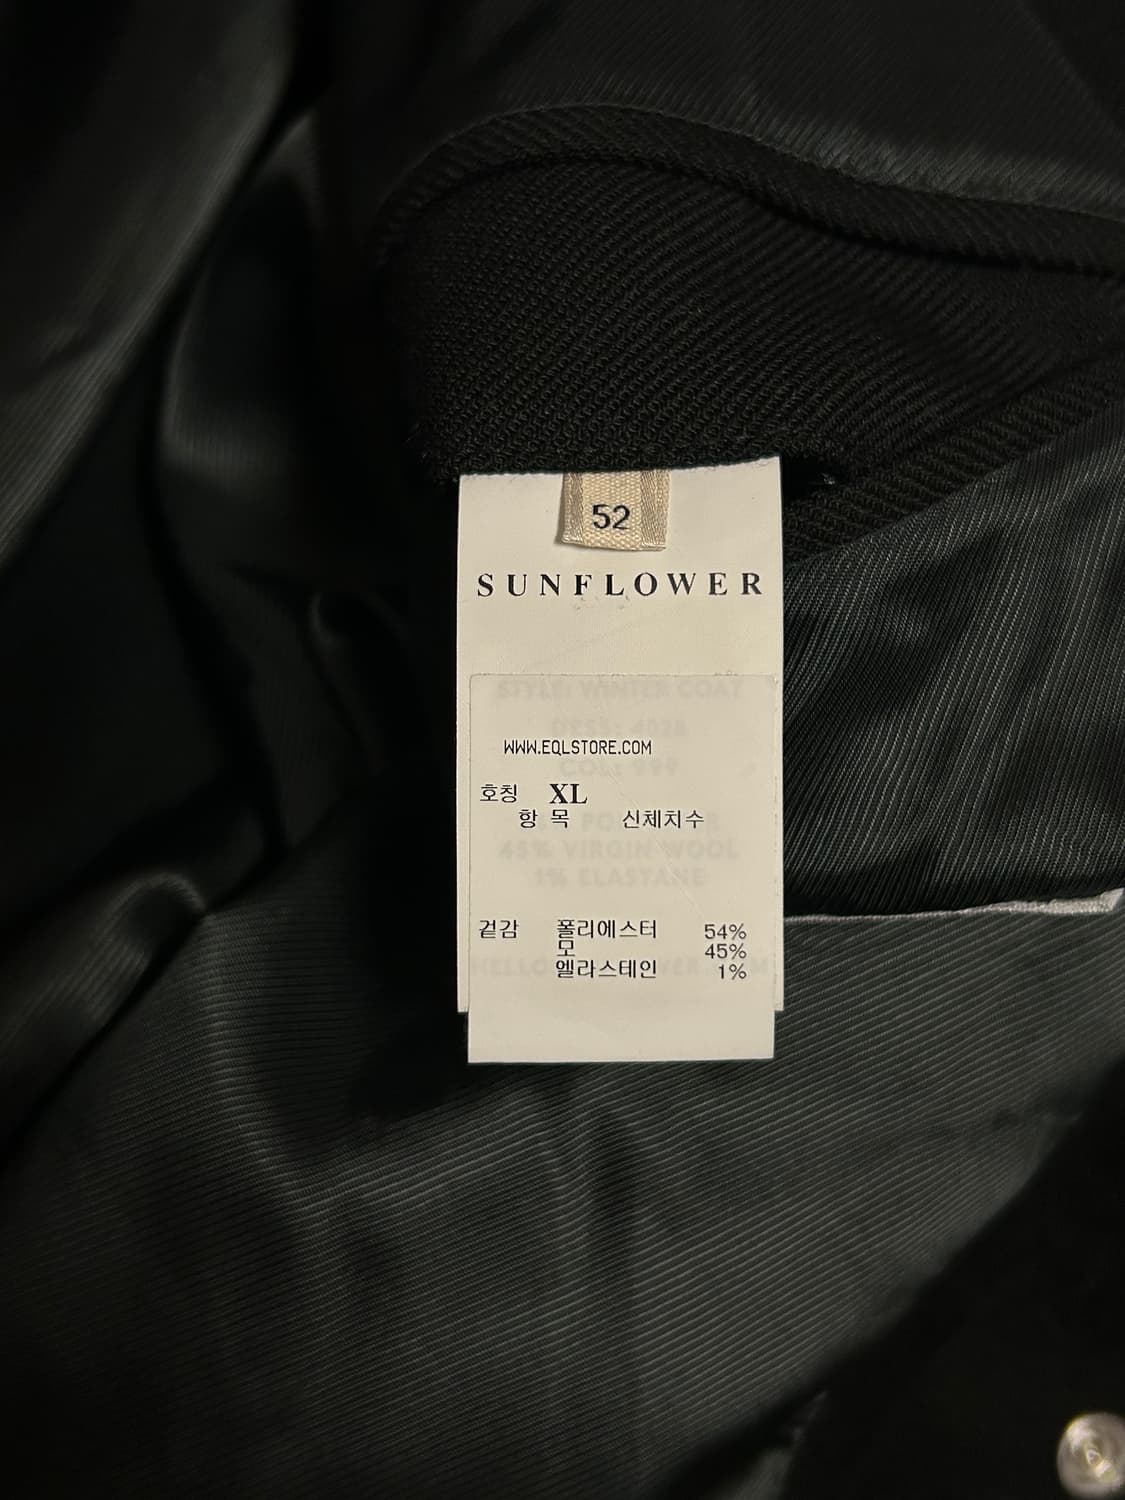 52
SUNFLOWER
STYLE: WINTER COAT
DESS: 4028
WWW.EQLSTORE.COM
COL: 999
호칭 XL
항 목 신체치수
45% VIRGIN WOOL
1% ELASTANE
겉감 폴리에스터 54%
모 45%
엘라스테인 1%